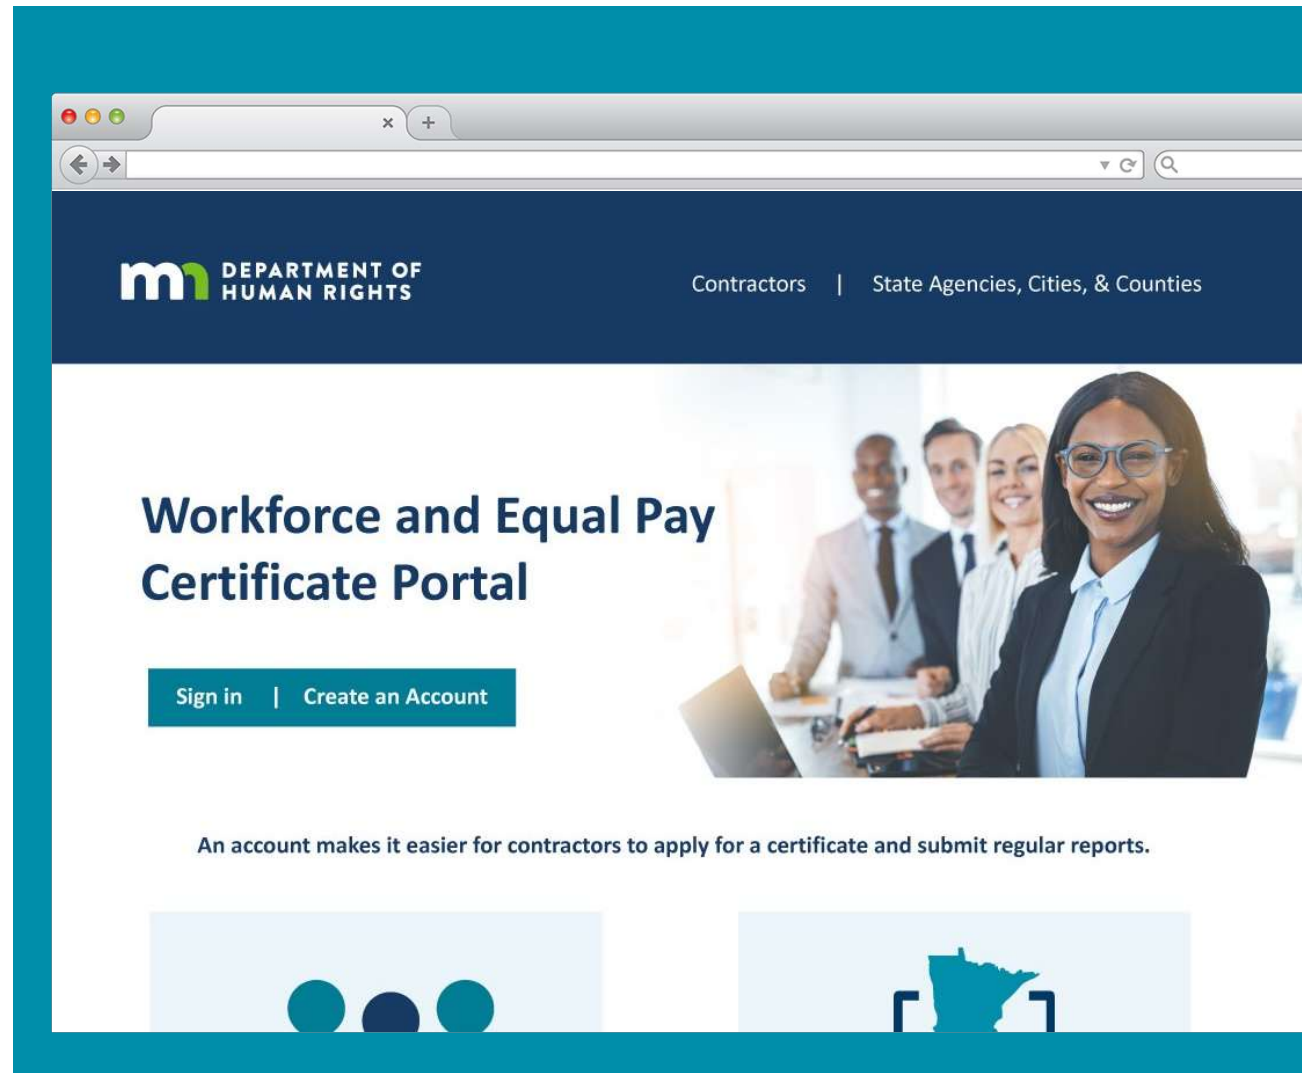 mn DEPARTMENT OF
HUMAN RIGHTS
Contractors | State Agencies, Cities, & Counties
Workforce and Equal Pay
Certificate Portal
Sign in | Create an Account
An account makes it easier for contractors to apply for a certificate and submit regular reports.